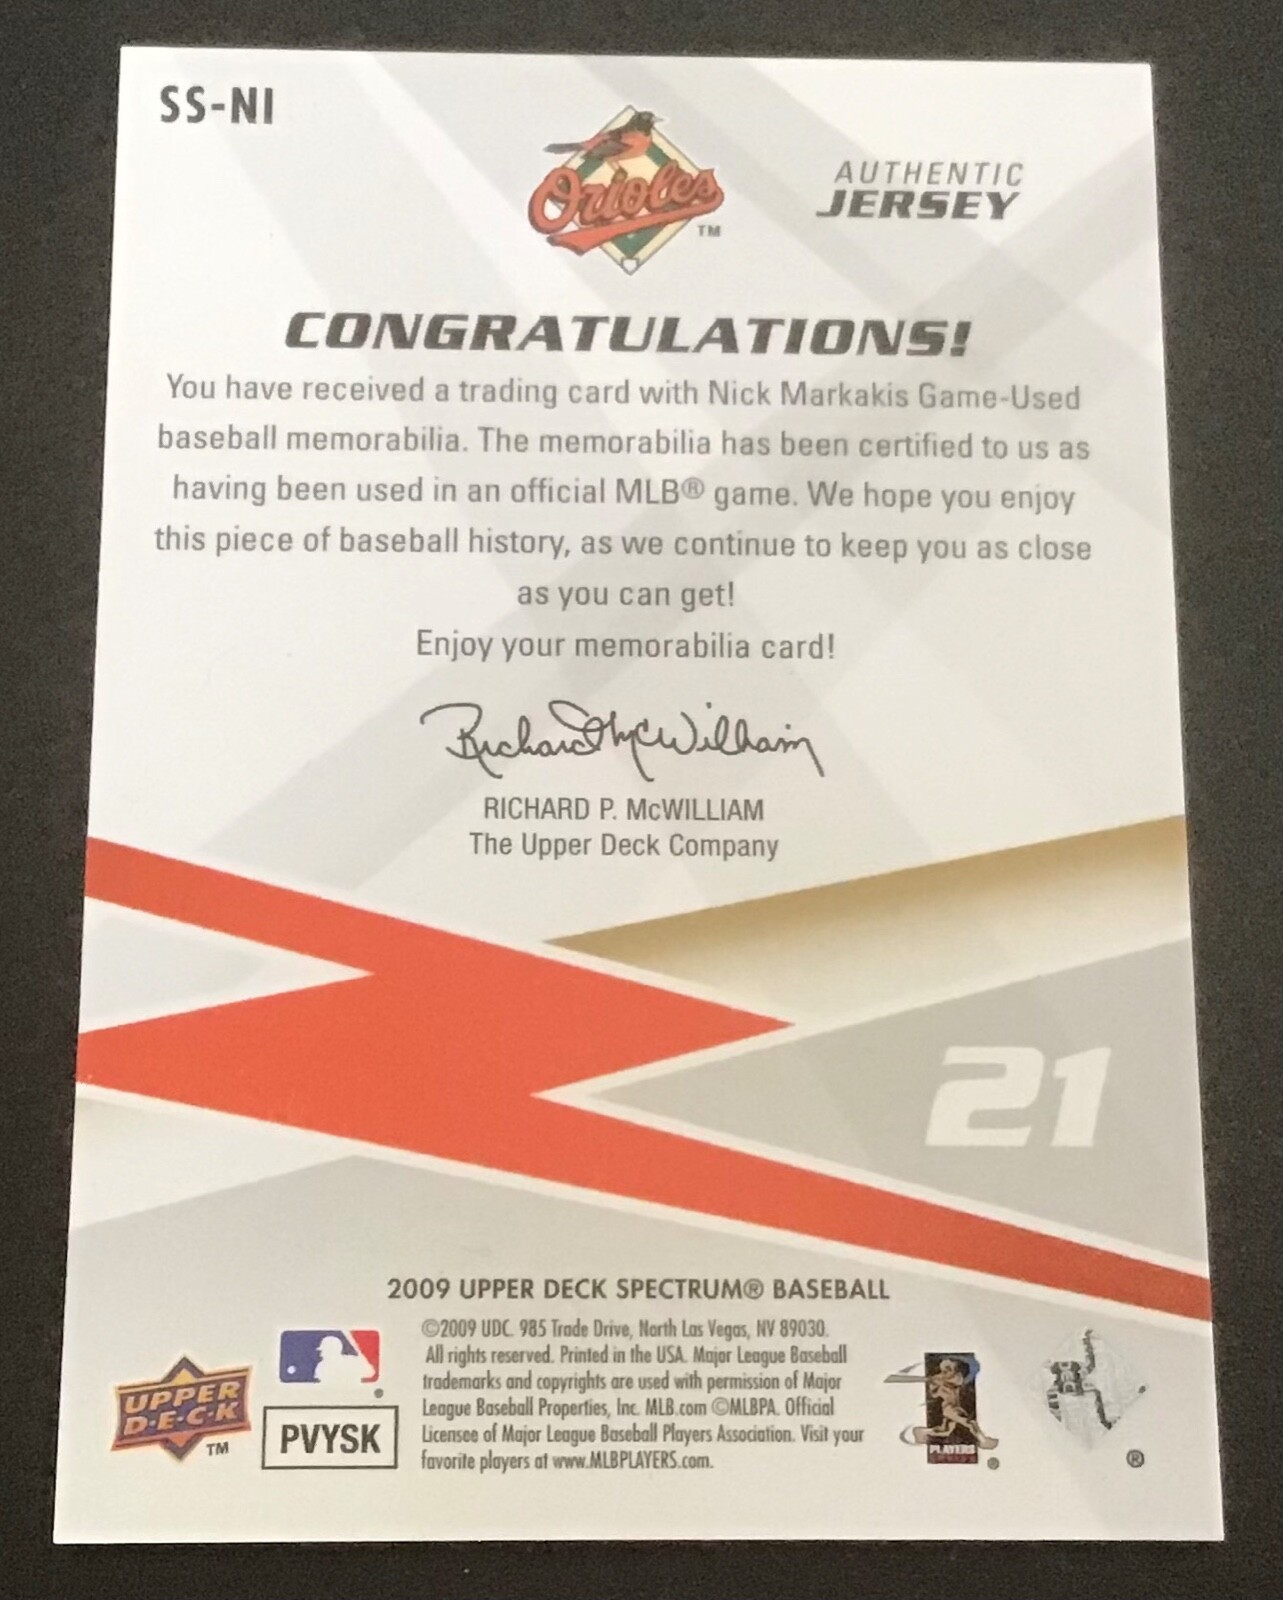 SS-NI
Orioles
TM
AUTHENTIC
JERSEY
CONGRATULATIONS!
You have received a trading card with Nick Markakis Game-Used
baseball memorabilia. The memorabilia has been certified to us as
having been used in an official MLB® game. We hope you enjoy
this piece of baseball history, as we continue to keep you as close
as you can get!
Enjoy your memorabilia card!
Richard McWilliam
RICHARD P. McWILLIAM
The Upper Deck Company
21
2009 UPPER DECK SPECTRUM® BASEBALL
©2009 UDC. 985 Trade Drive, North Las Vegas, NV 89030.
All rights reserved. Printed in the USA. Major League Baseball
trademarks and copyrights are used with permission of Major
League Baseball Properties, Inc. MLB.com ©MLBPA. Official
Licensee of Major League Baseball Players Association. Visit your
favorite players at www.MLBPLAYERS.com.
UPPER
D·E·C·K
TM
®
PVYSK
PLAYERS
®
®